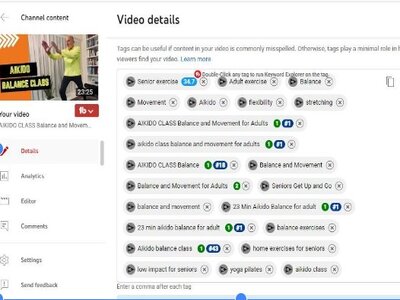 Channel content
Video details
Tags can be useful if content in your video is commonly misspelled. Otherwise, tags play a minimal role in h
viewers find your video. Learn more
AIKIDO
BALANCE CLASS
23:25
Your video
AIKIDO CLASS Balance and Movem...
Details
Analytics
Editor
Comments
Settings
Send feedback
Double-Click any tag to run Keyword Explorer on the tag.
Senior exercise 34.7 Adult exercise Balance
Movement Aikido flexibility stretching
AIKIDO CLASS Balance and Movement for Adults 1 #1
aikido class balance and movement for adults 1
AIKIDO CLASS Balance 1 #18 Balance and Movement
Balance and Movement for Adults 3 Seniors Get Up and Go
balance and movement 23 Min Aikido Balance for adult 1 #1
23 min aikido balance for adult 1 #1 balance exercises
Aikido balance class 1 #43 home exercises for seniors
low impact for seniors yoga pilates aikido class
Enter a comma after each tag